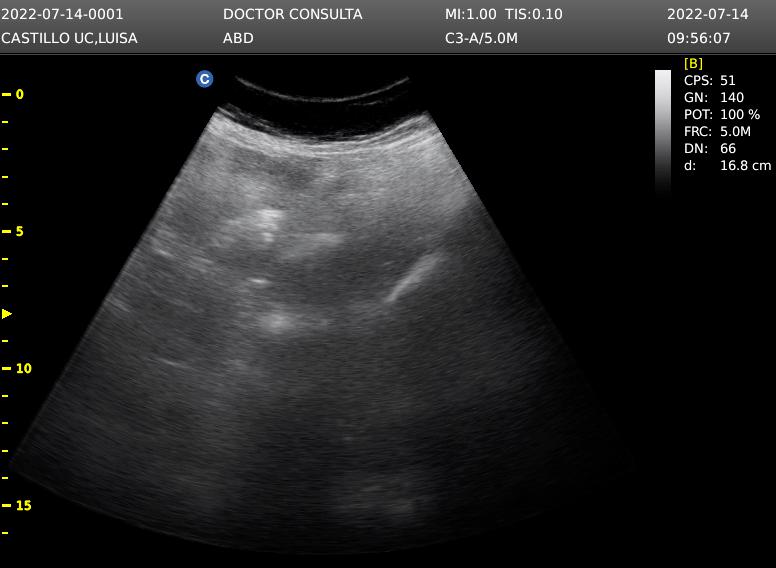 2022-07-14-0001 DOCTOR CONSULTA MI:1.00 TIS:0.10 2022-07-14
CASTILLO UC,LUISA ABD C3-A/5.0M 09:56:07
C
[B]
CPS: 51
GN: 140
POT: 100 %
FRC: 5.0M
DN: 66
d: 16.8 cm
0
5
10
15